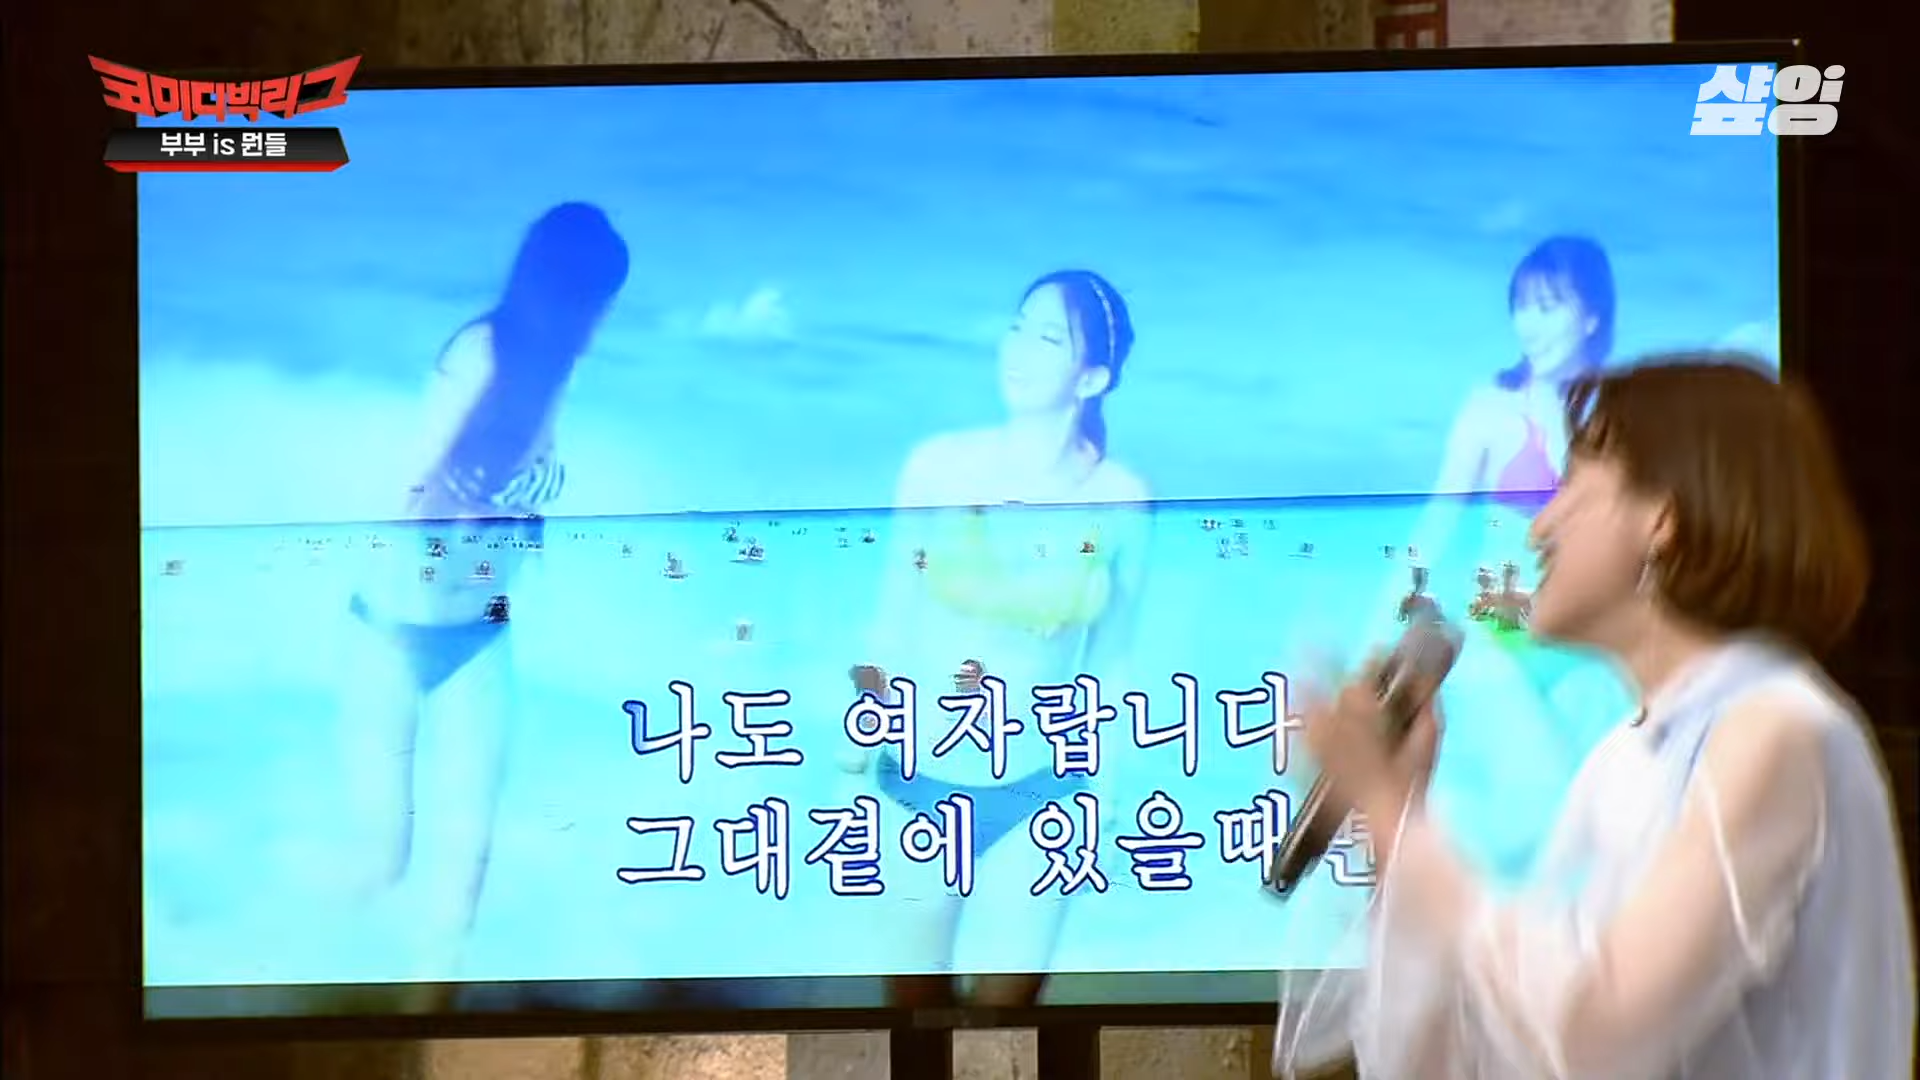 코미디빅리그
부부 is 뭔들
샾잉
나도 여자랍니다
그대곁에 있을때면